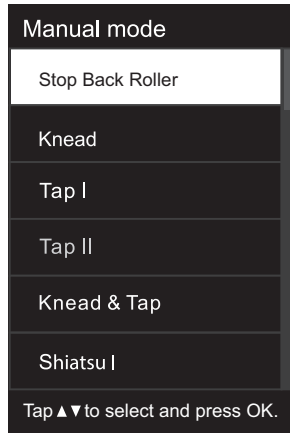 Manual mode
Stop Back Roller
Knead
Tap I
Tap II
Knead & Tap
Shiatsu I
Tap▲▼to select and press OK.